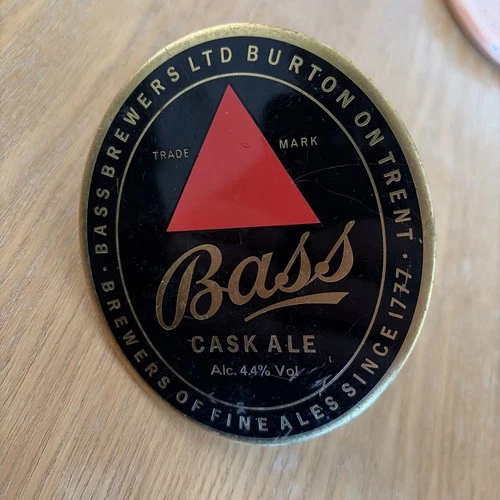 BASS BREWERS LTD BURTON ON TRENT
TRADE MARK
Bass
CASK ALE
Alc. 4.4% Vol
BREWERS OF FINE ALES SINCE 1777